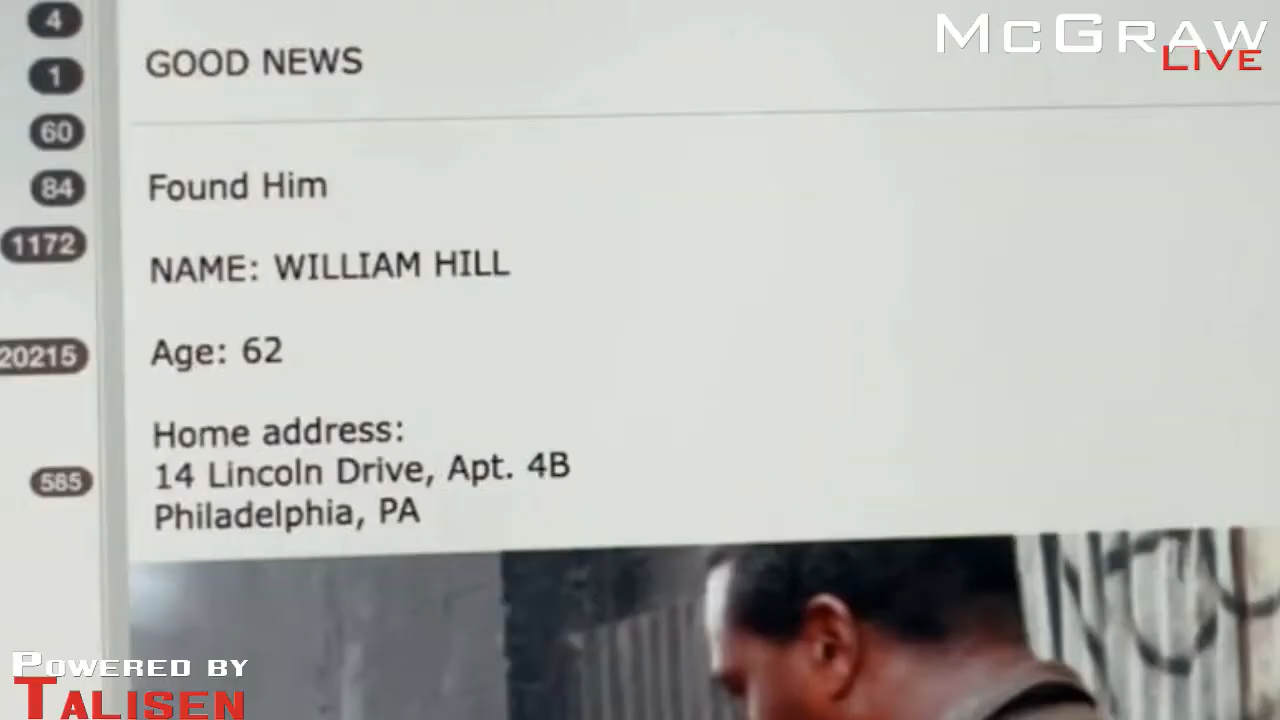 4
1
60
84
1172
20215
585
GOOD NEWS
Found Him
NAME: WILLIAM HILL
Age: 62
Home address:
14 Lincoln Drive, Apt. 4B
Philadelphia, PA
McGraw
Live
Powered by
Talisen